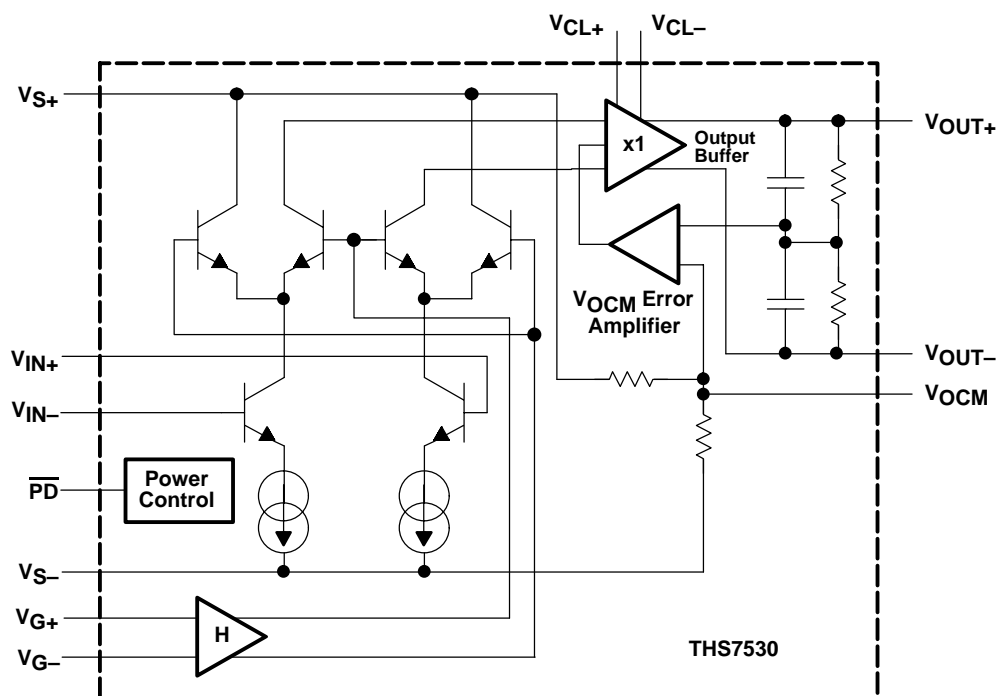 VCL+ VCL–
VS+
x1
Output
Buffer
VOUT+
VOCM Error
Amplifier
VIN+
VOUT–
VIN–
VOCM
PD
Power
Control
VS–
VG+
H
VG–
THS7530